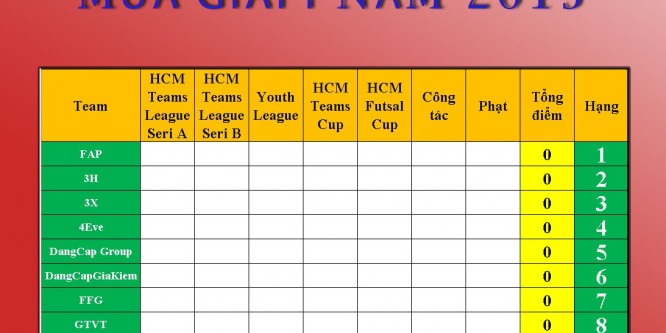 NĂM 2015
Team HCM Teams League Seri A HCM Teams League Seri B Youth League HCM Teams Cup HCM Futsal Cup Công tác Phạt Tổng điểm Hạng
FAP 0 1
3H 0 2
3X 0 3
4Eve 0 4
DangCap Group 0 5
DangCapGiaKiem 0 6
FFG 0 7
GTVT 0 8